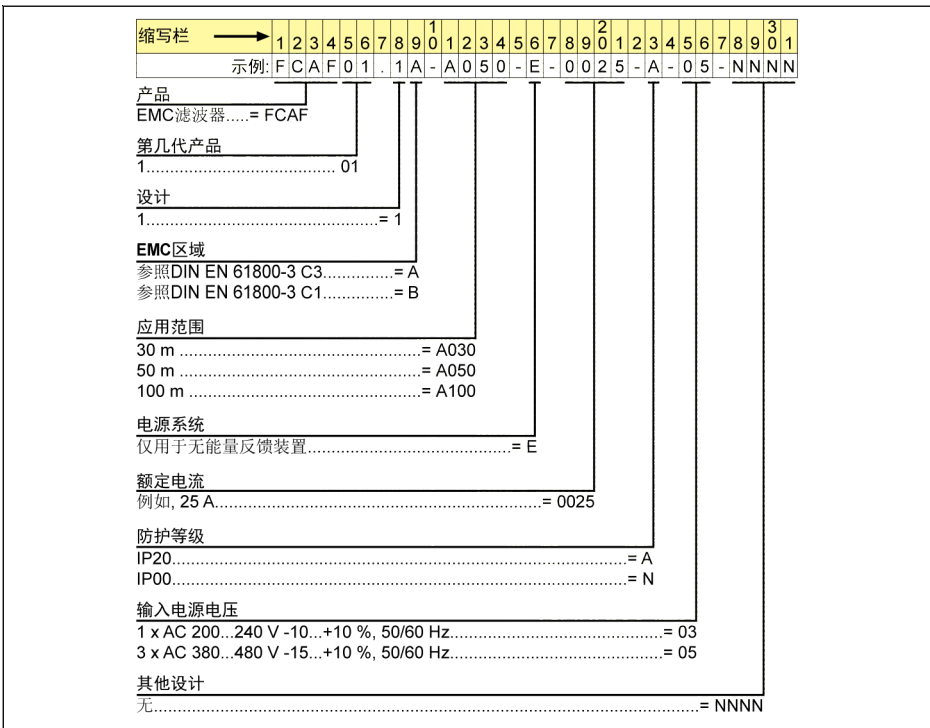 缩写栏 1 2 3 4 5 6 7 8 9 10 1 2 3 4 5 6 7 8 9 20 1 2 3 4 5 6 7 8 9 30 1
示例: F C A F 0 1 . 1 A - A 0 5 0 - E - 0 0 2 5 - A - 0 5 - N N N N
产品
EMC滤波器.....= FCAF
第几代产品
1..................................... 01
设计
1..............................................= 1
EMC区域
参照DIN EN 61800-3 C3..............= A
参照DIN EN 61800-3 C1..............= B
应用范围
30 m ................................................= A030
50 m ................................................= A050
100 m ..............................................= A100
电源系统
仅用于无能量反馈装置.........................................= E
额定电流
例如, 25 A.................................................................= 0025
防护等级
IP20..........................................................................................= A
IP00..........................................................................................= N
输入电源电压
1 x AC 200...240 V -10...+10 %, 50/60 Hz..........................................= 03
3 x AC 380...480 V -15...+10 %, 50/60 Hz..........................................= 05
其他设计
无.............................................................................................................= NNNN